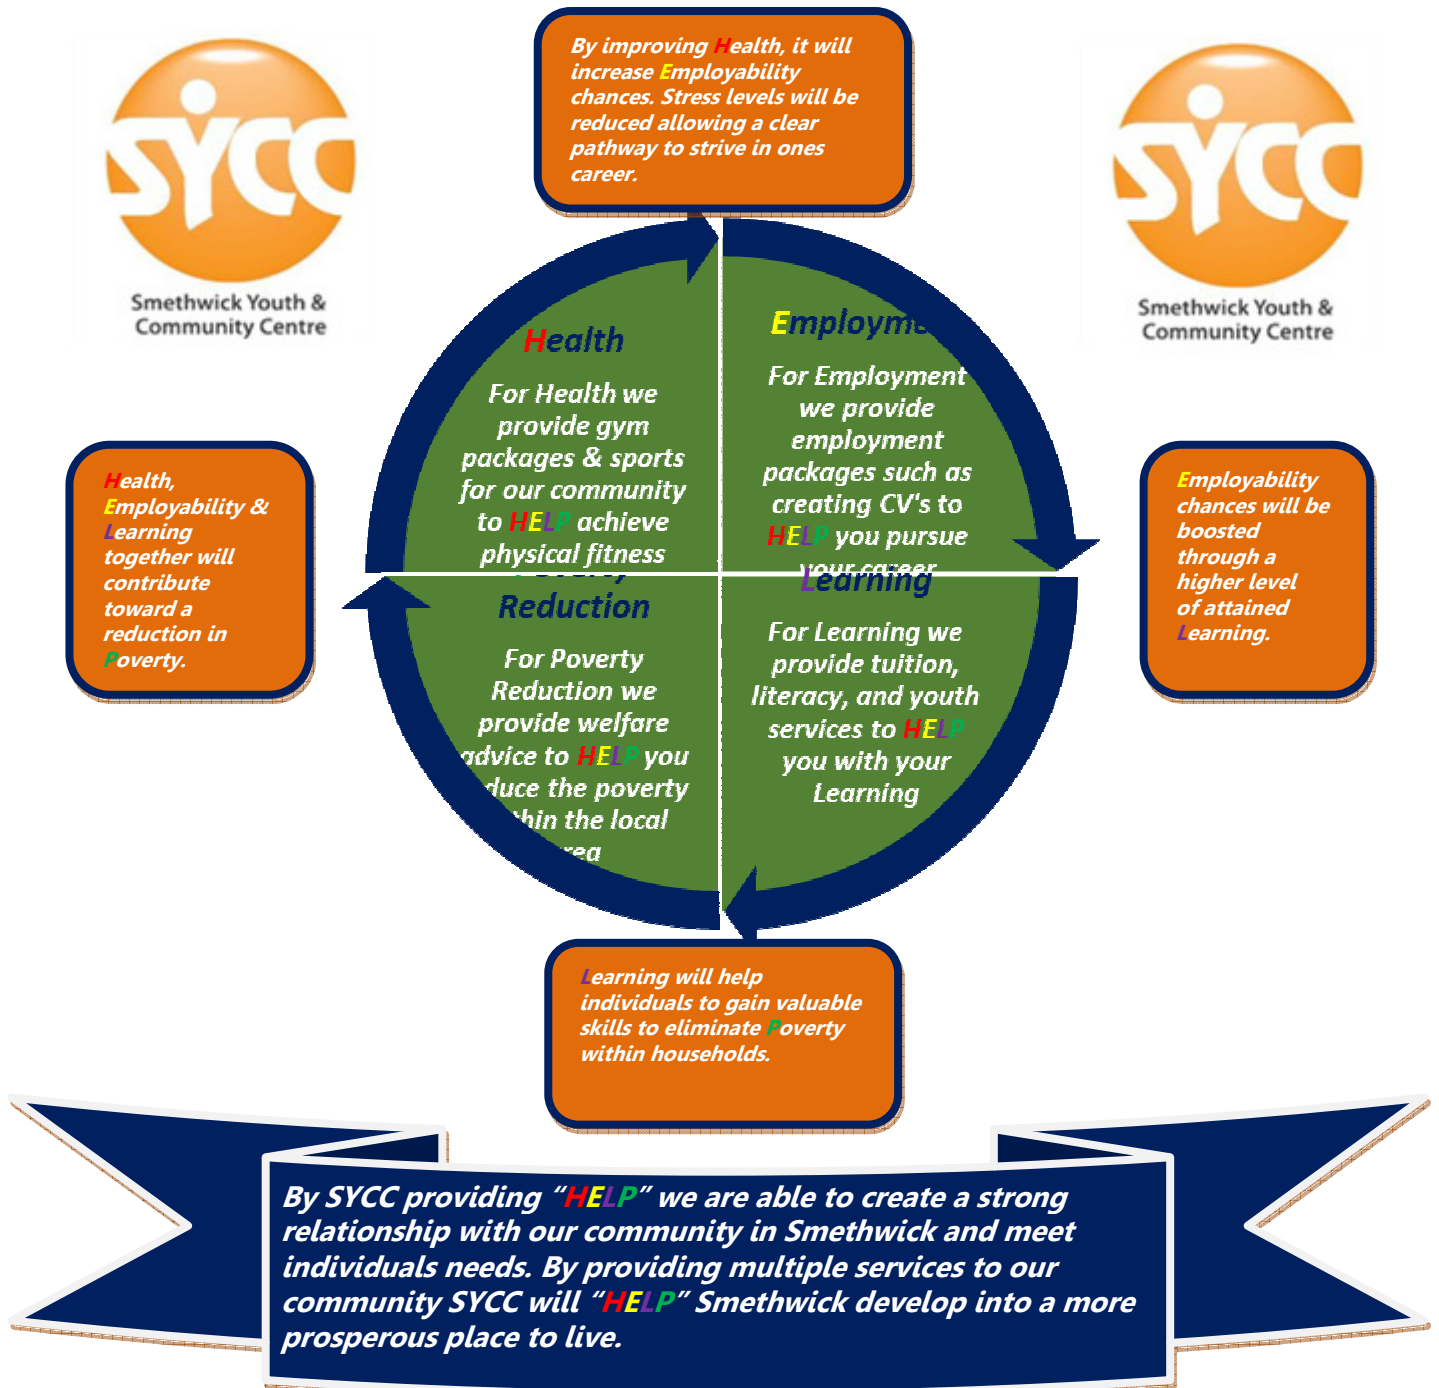 SYCC
Smethwick Youth &
Community Centre
By improving Health, it will
increase Employability
chances. Stress levels will be
reduced allowing a clear
pathway to strive in ones
career.
SYCC
Smethwick Youth &
Community Centre
Health
For Health we
provide gym
packages & sports
for our community
to HELP achieve
physical fitness
For Employment
we provide
employment
packages such as
creating CV's to
HELP you pursue
your career
Health,
Employability &
Learning
together will
contribute
toward a
reduction in
Poverty.
Employability
chances will be
boosted
through a
higher level
of attained
Learning.
Reduction
For Poverty
Reduction we
provide welfare
advice to HELP you
the poverty
the local
Learning
For Learning we
provide tuition,
literacy, and youth
services to HELP
you with your
Learning
Learning will help
individuals to gain valuable
skills to eliminate Poverty
within households.
By SYCC providing “HELP” we are able to create a strong
relationship with our community in Smethwick and meet
individuals needs. By providing multiple services to our
community SYCC will “HELP” Smethwick develop into a more
prosperous place to live.